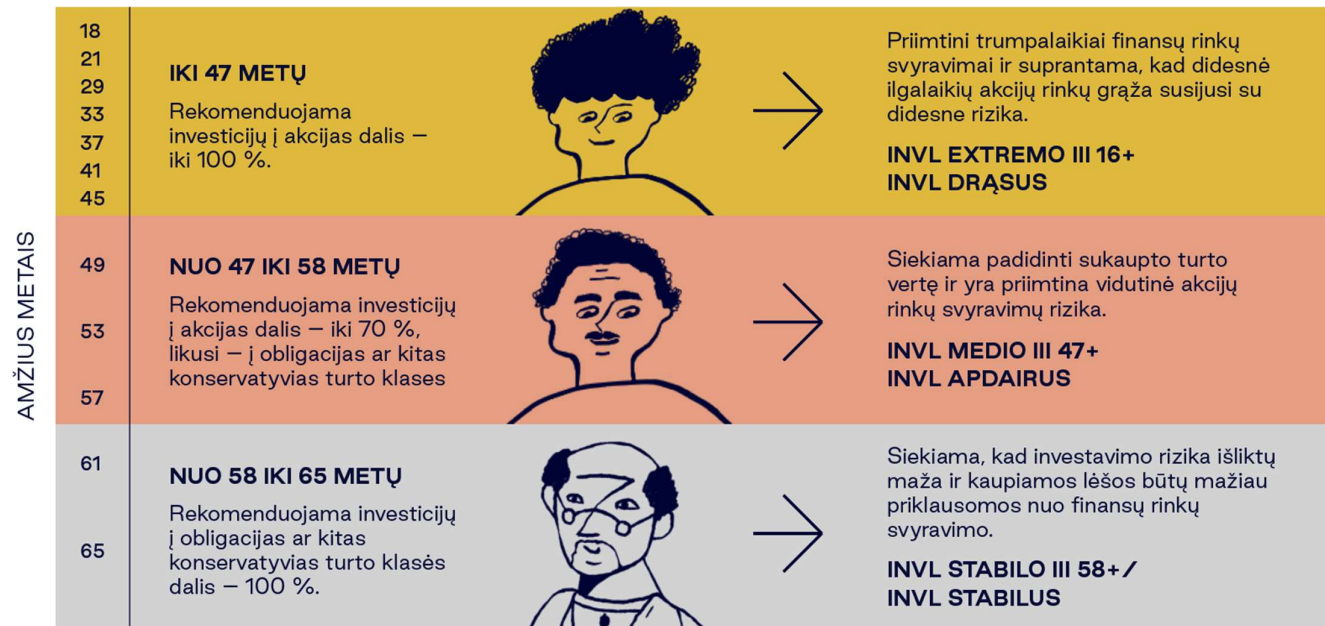 AMŽIUS METAIS
18
21
29
33
37
41
45
IKI 47 METŲ
Rekomenduojama
investicijų į akcijas dalis –
iki 100 %.
Priimtini trumpalaikiai finansų rinkų
svyravimai ir suprantama, kad didesnė
ilgalaikių akcijų rinkų grąža susijusi su
didesne rizika.
INVL EXTREMO III 16+
INVL DRĄSUS
49
53
57
NUO 47 IKI 58 METŲ
Rekomenduojama investicijų
į akcijas dalis – iki 70 %,
likusi – į obligacijas ar kitas
konservatyvias turto klases
Siekiama padidinti sukaupto turto
vertę ir yra priimtina vidutinė akcijų
rinkų svyravimų rizika.
INVL MEDIO III 47+
INVL APDAIRUS
61
65
NUO 58 IKI 65 METŲ
Rekomenduojama investicijų
į obligacijas ar kitas
konservatyvias turto klasės
dalis – 100 %.
Siekiama, kad investavimo rizika išliktų
maža ir kaupiamos lėšos būtų mažiau
priklausomos nuo finansų rinkų
svyravimo.
INVL STABILO III 58+/
INVL STABILUS